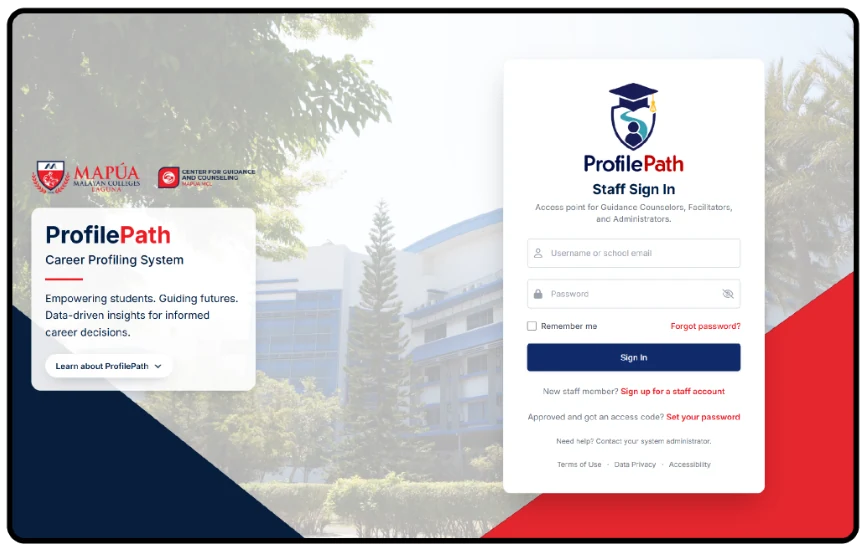 MAPÚA
MALAYAN COLLEGES
LAGUNA
CENTER FOR GUIDANCE
AND COUNSELING
MAPÚA MCL
ProfilePath
Career Profiling System
Empowering students. Guiding futures.
Data-driven insights for informed
career decisions.
Learn about ProfilePath
ProfilePath
Staff Sign In
Access point for Guidance Counselors, Facilitators,
and Administrators.
Username or school email
Password
Remember me Forgot password?
Sign In
New staff member? Sign up for a staff account
Approved and got an access code? Set your password
Need help? Contact your system administrator.
Terms of Use · Data Privacy · Accessibility